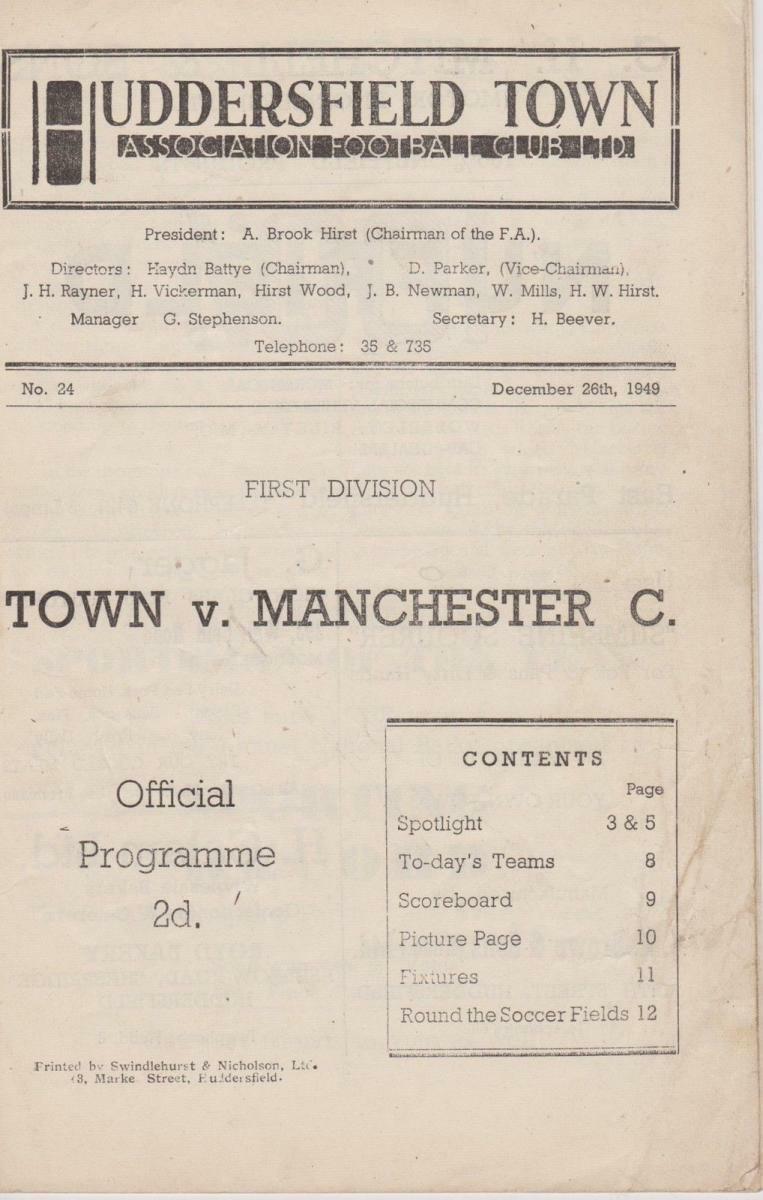 HUDDERSFIELD TOWN
ASSOCIATION FOOTBALL CLUB LTD.
President: A. Brook Hirst (Chairman of the F.A.).
Directors: Haydn Battye (Chairman), D. Parker, (Vice-Chairman),
J. H. Rayner, H. Vickerman, Hirst Wood, J. B. Newman, W. Mills, H. W. Hirst.
Manager G. Stephenson. Secretary: H. Beever.
Telephone: 35 & 735
No. 24 December 26th, 1949
FIRST DIVISION
TOWN v. MANCHESTER C.
Official
Programme
2d.
CONTENTS
Page
Spotlight 3 & 5
To-day's Teams 8
Scoreboard 9
Picture Page 10
Fixtures 11
Round the Soccer Fields 12
Printed by Swindlehurst & Nicholson, Ltd.
Street, Huddersfield.